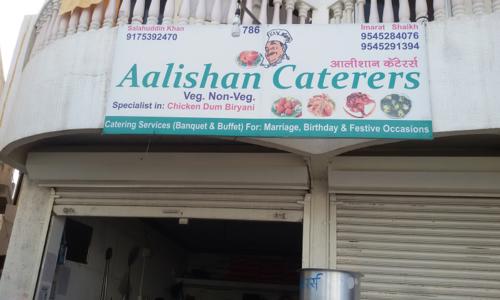 Salahuddin Khan
9175392470
786
Imarat Shaikh
9545284076
9545291394
आलीशान कॅटेरर्स
Aalishan Caterers
Veg. Non-Veg.
Specialist in: Chicken Dum Biryani
Catering Services (Banquet & Buffet) For: Marriage, Birthday & Festive Occasions